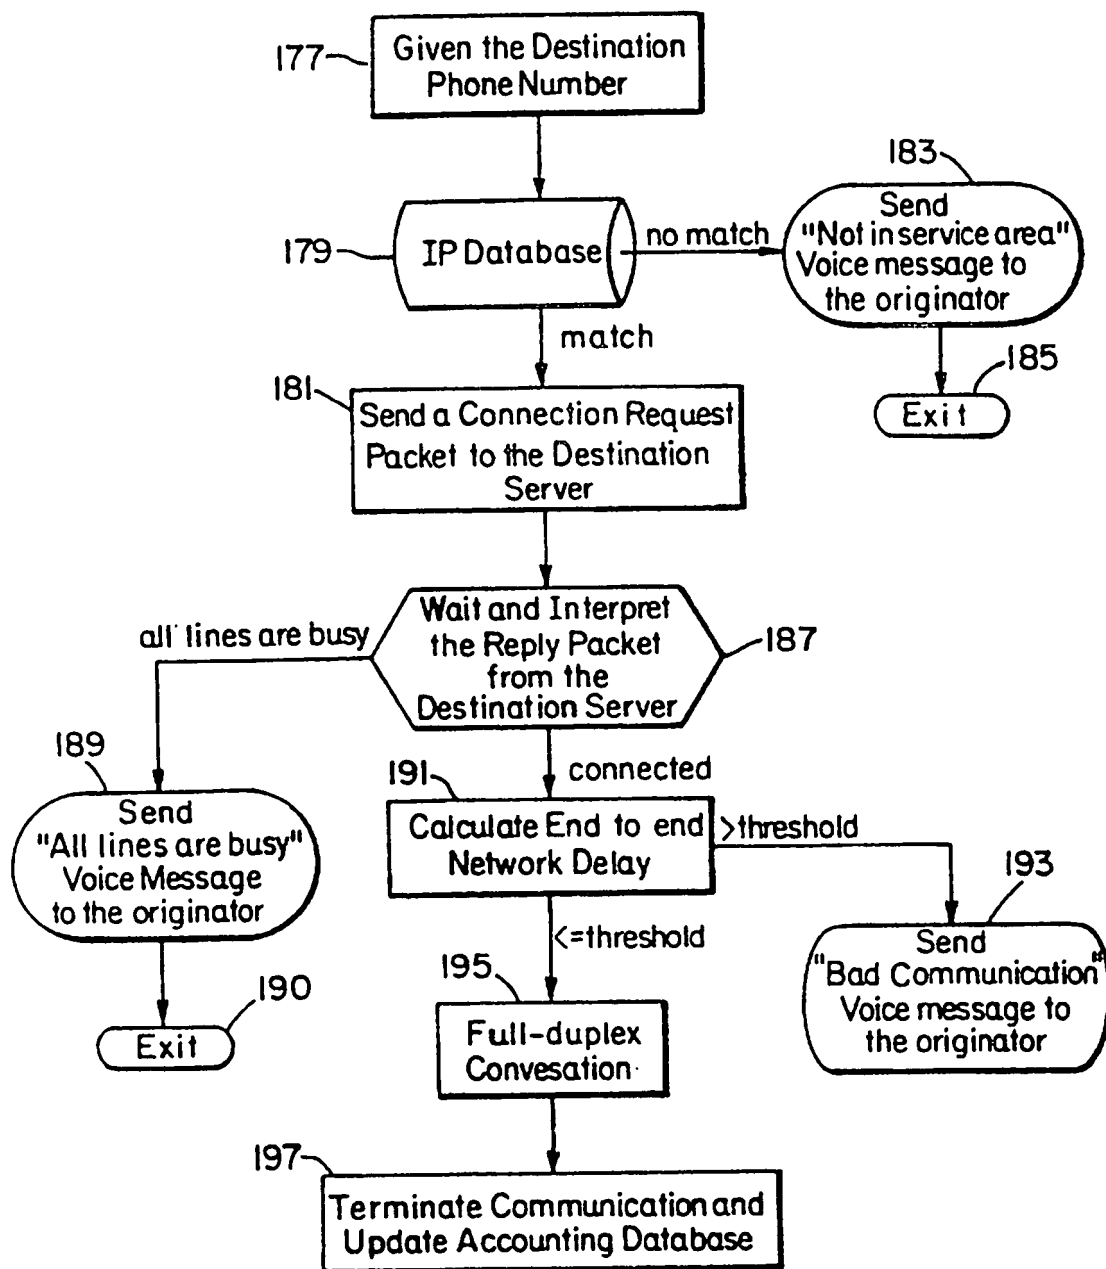 177
Given the Destination
Phone Number
183
Send
"Not in service area"
Voice message to
the originator
179
IP Database
no match
match
185
Exit
181
Send a Connection Request
Packet to the Destination
Server
Wait and Interpret
the Reply Packet
from the
Destination Server
187
all lines are busy
189
Send
"All lines are busy"
Voice Message
to the originator
connected
191
Calculate End to end
Network Delay
>threshold
193
Send
"Bad Communication"
Voice message to
the originator
<=threshold
190
Exit
195
Full-duplex
Convesation
197
Terminate Communication and
Update Accounting Database